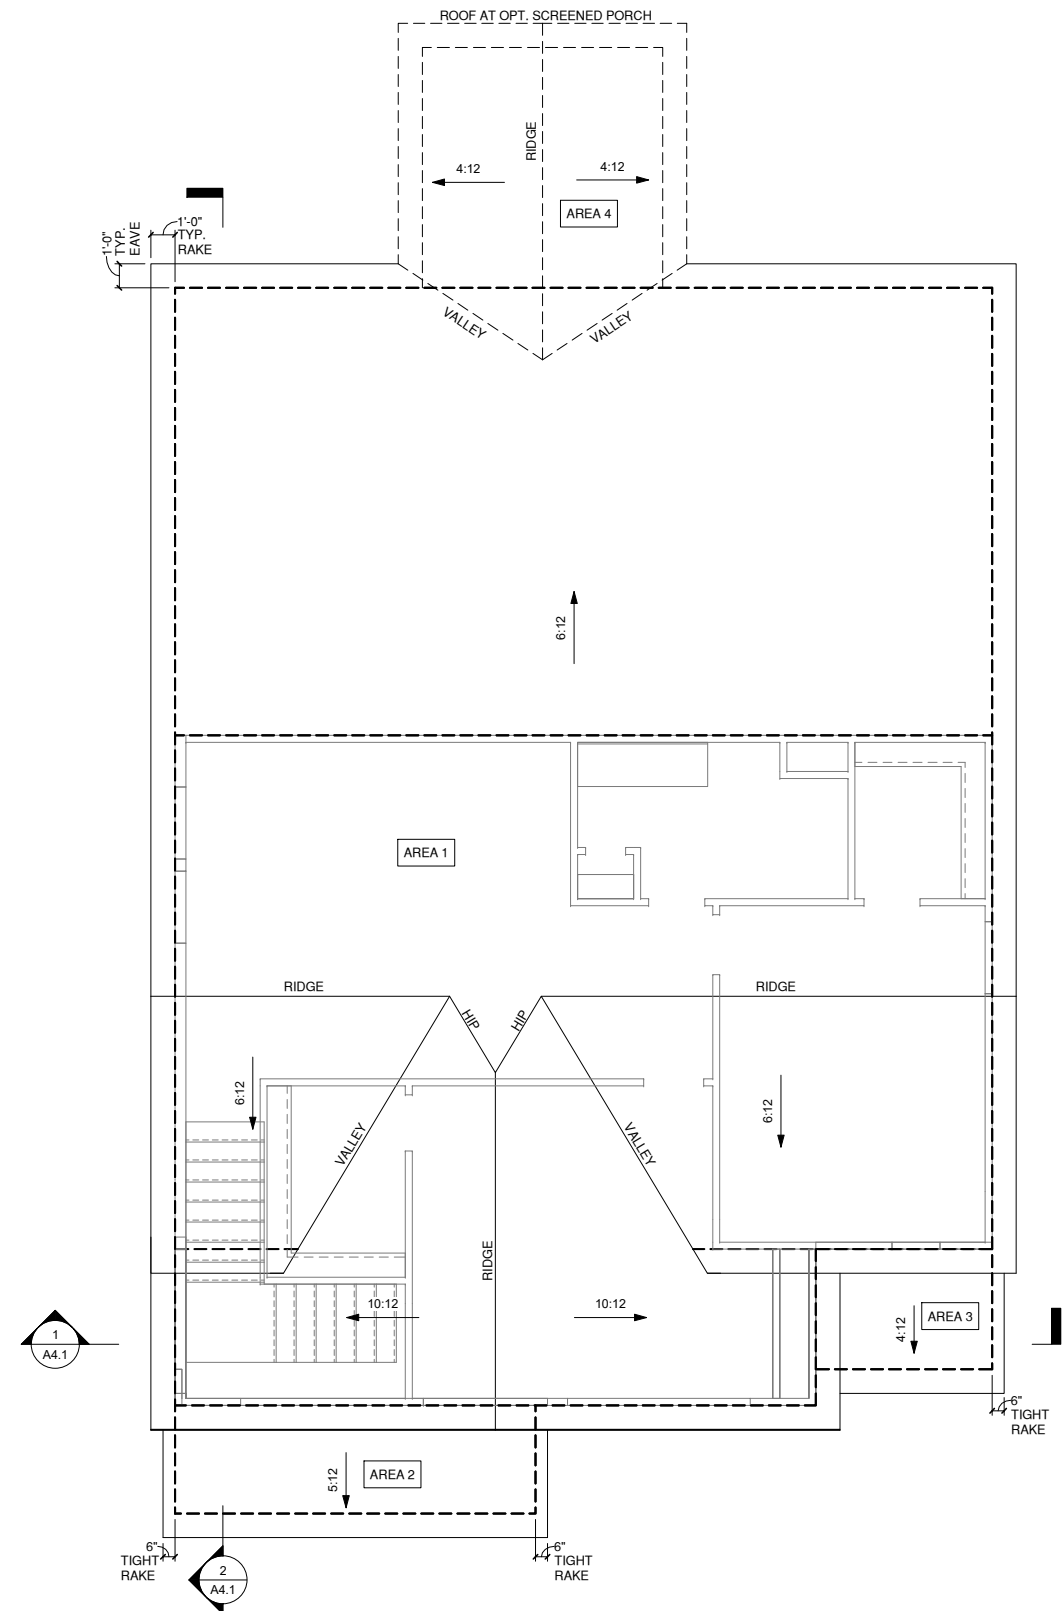 ROOF AT OPT. SCREENED PORCH
RIDGE
4:12
4:12
AREA 4
1'-0"
TYP.
RAKE
1'-0"
TYP.
EAVE
VALLEY
VALLEY
6:12
AREA 1
RIDGE
RIDGE
HIP
HIP
6:12
6:12
VALLEY
VALLEY
RIDGE
10:12
10:12
4:12
AREA 3
1
A4.1
6"
TIGHT
RAKE
5:12
AREA 2
6"
TIGHT
RAKE
2
A4.1
6"
TIGHT
RAKE